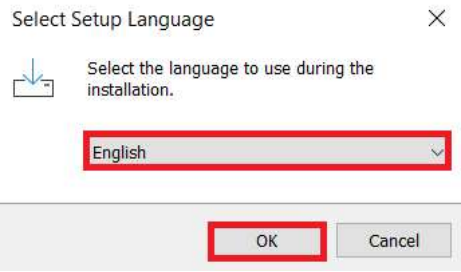 Select Setup Language
Select the language to use during the
installation.
English
OK
Cancel